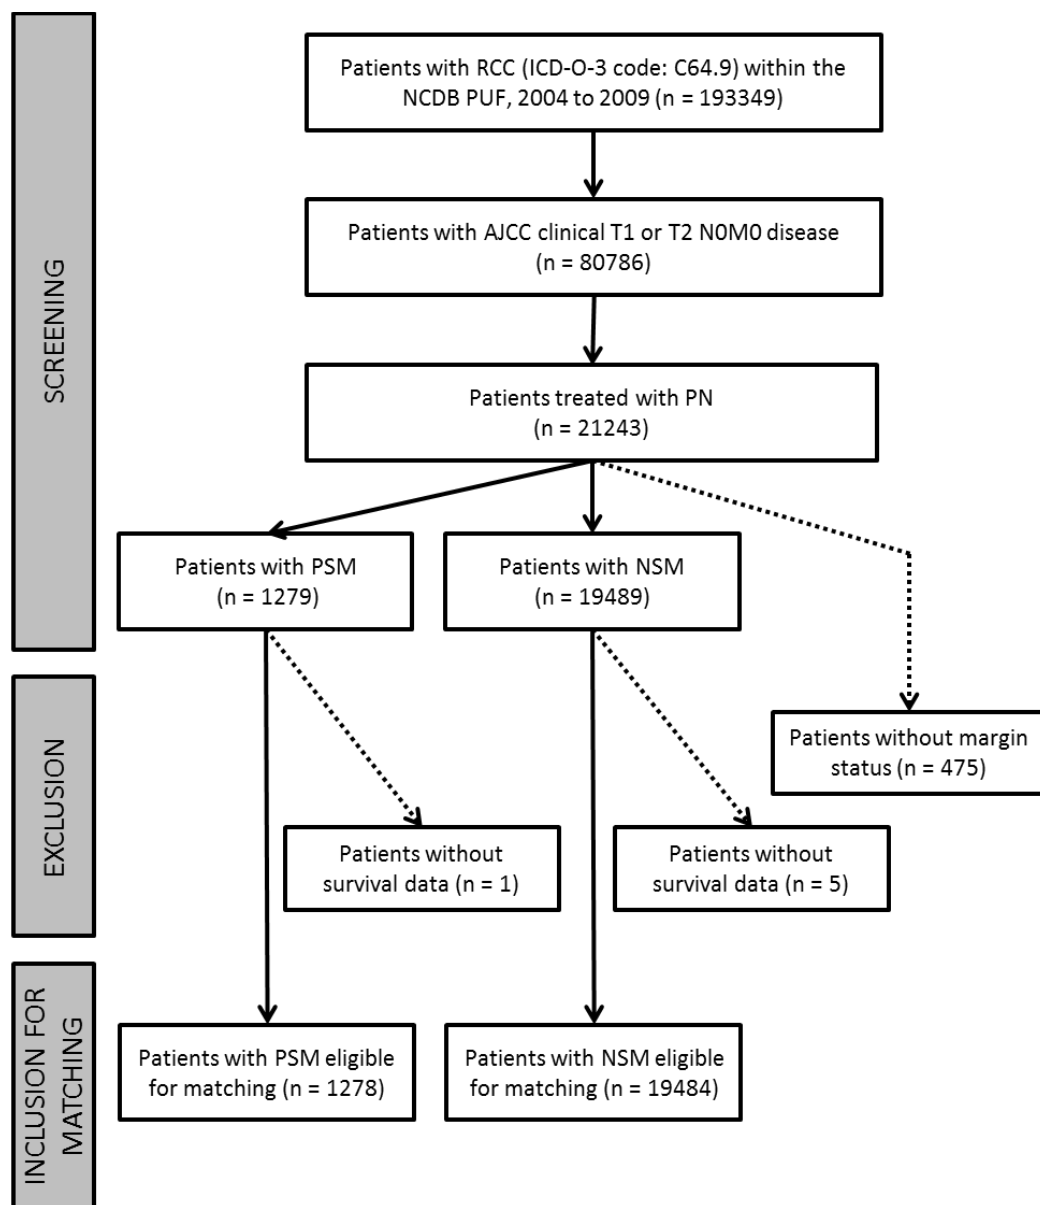 SCREENING
Patients with RCC (ICD-O-3 code: C64.9) within the
NCDB PUF, 2004 to 2009 (n = 193349)
Patients with AJCC clinical T1 or T2 N0M0 disease
(n = 80786)
Patients treated with PN
(n = 21243)
Patients with PSM
(n = 1279)
Patients with NSM
(n = 19489)
EXCLUSION
Patients without margin
status (n = 475)
Patients without
survival data (n = 1)
Patients without
survival data (n = 5)
INCLUSION FOR
MATCHING
Patients with PSM eligible
for matching (n = 1278)
Patients with NSM eligible
for matching (n = 19484)